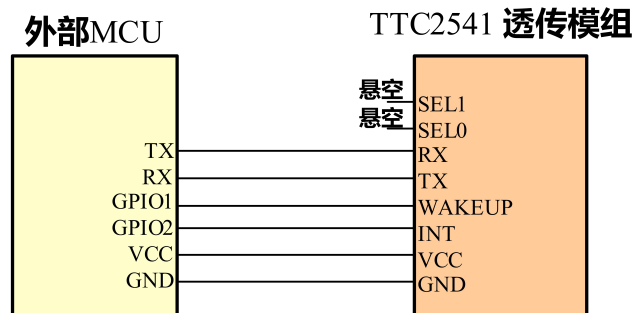 外部MCU
TTC2541 透传模组
悬空
SEL1
悬空
SEL0
TX
RX
RX
TX
GPIO1
WAKEUP
GPIO2
INT
VCC
VCC
GND
GND